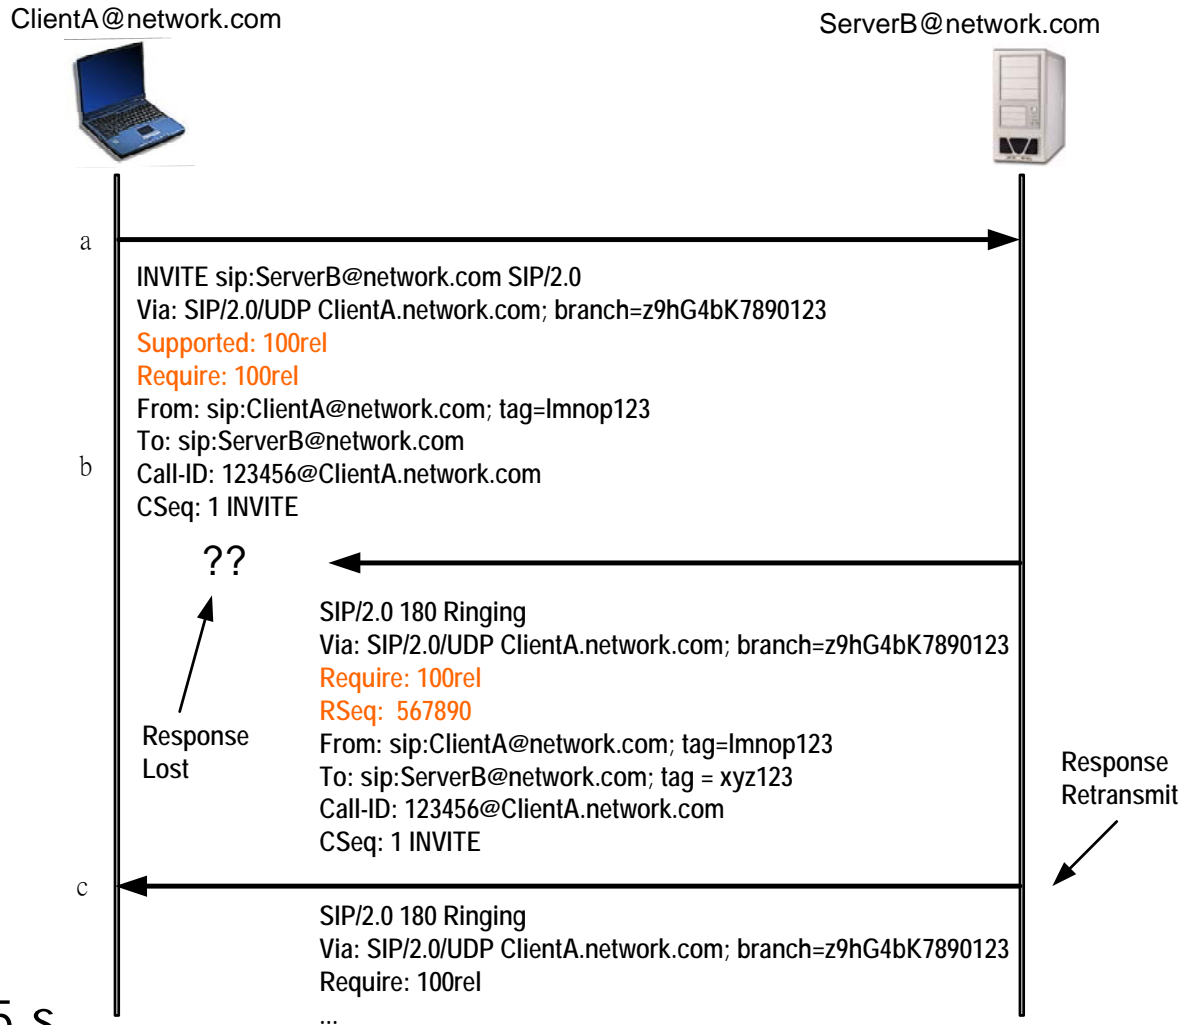 ClientA@network.com
ServerB@network.com
a
INVITE sip:ServerB@network.com SIP/2.0
Via: SIP/2.0/UDP ClientA.network.com; branch=z9hG4bK7890123
Supported: 100rel
Require: 100rel
From: sip:ClientA@network.com; tag=lmnop123
To: sip:ServerB@network.com
b
Call-ID: 123456@ClientA.network.com
CSeq: 1 INVITE
??
SIP/2.0 180 Ringing
Via: SIP/2.0/UDP ClientA.network.com; branch=z9hG4bK7890123
Require: 100rel
RSeq: 567890
From: sip:ClientA@network.com; tag=lmnop123
To: sip:ServerB@network.com; tag = xyz123
Call-ID: 123456@ClientA.network.com
CSeq: 1 INVITE
Response
Lost
Response
Retransmit
c
SIP/2.0 180 Ringing
Via: SIP/2.0/UDP ClientA.network.com; branch=z9hG4bK7890123
Require: 100rel
...